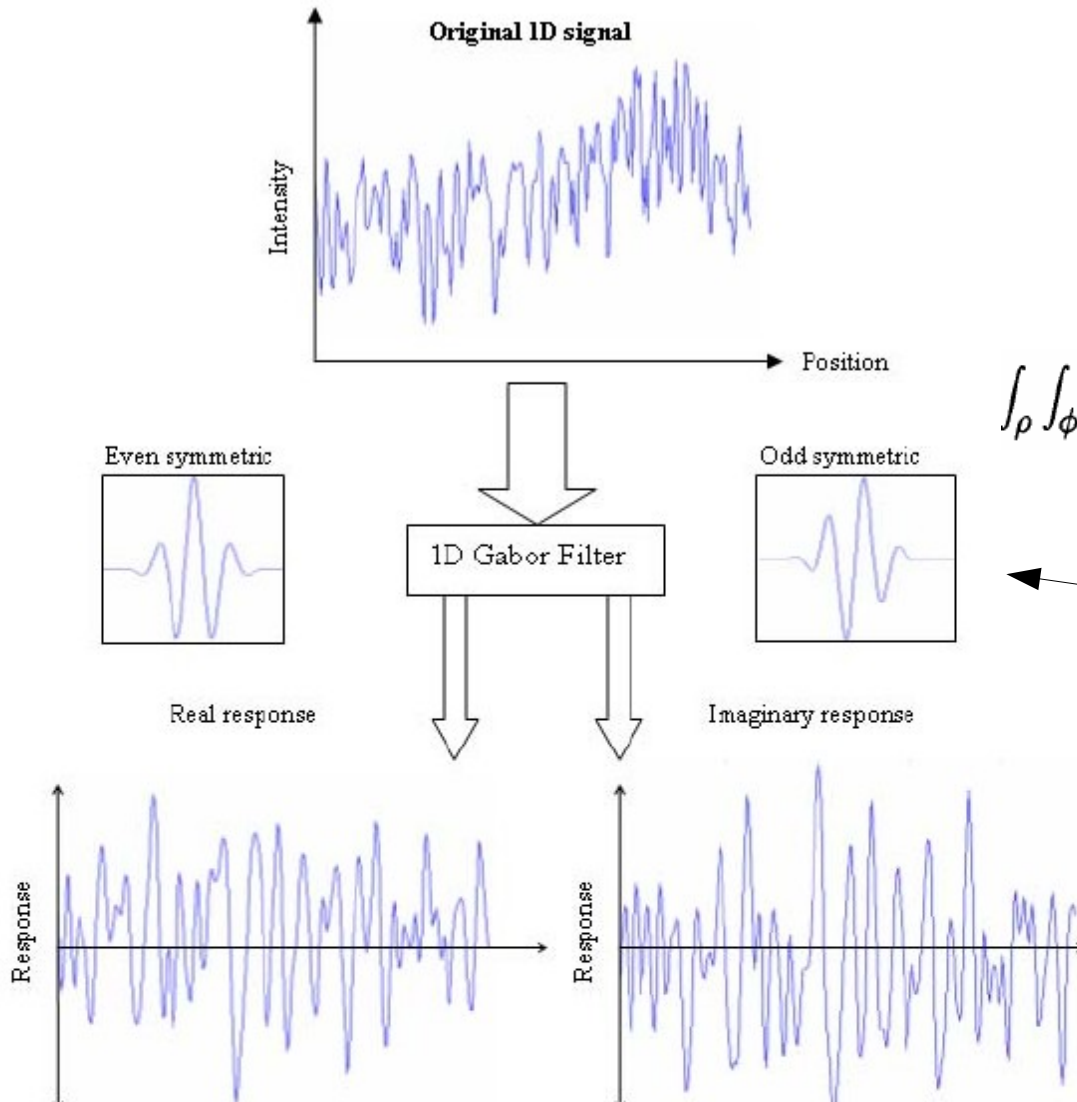 Original 1D signal
Intensity
Position
∫ρ ∫ϕ
Even symmetric
Odd symmetric
1D Gabor Filter
Real response
Imaginary response
Response
Response